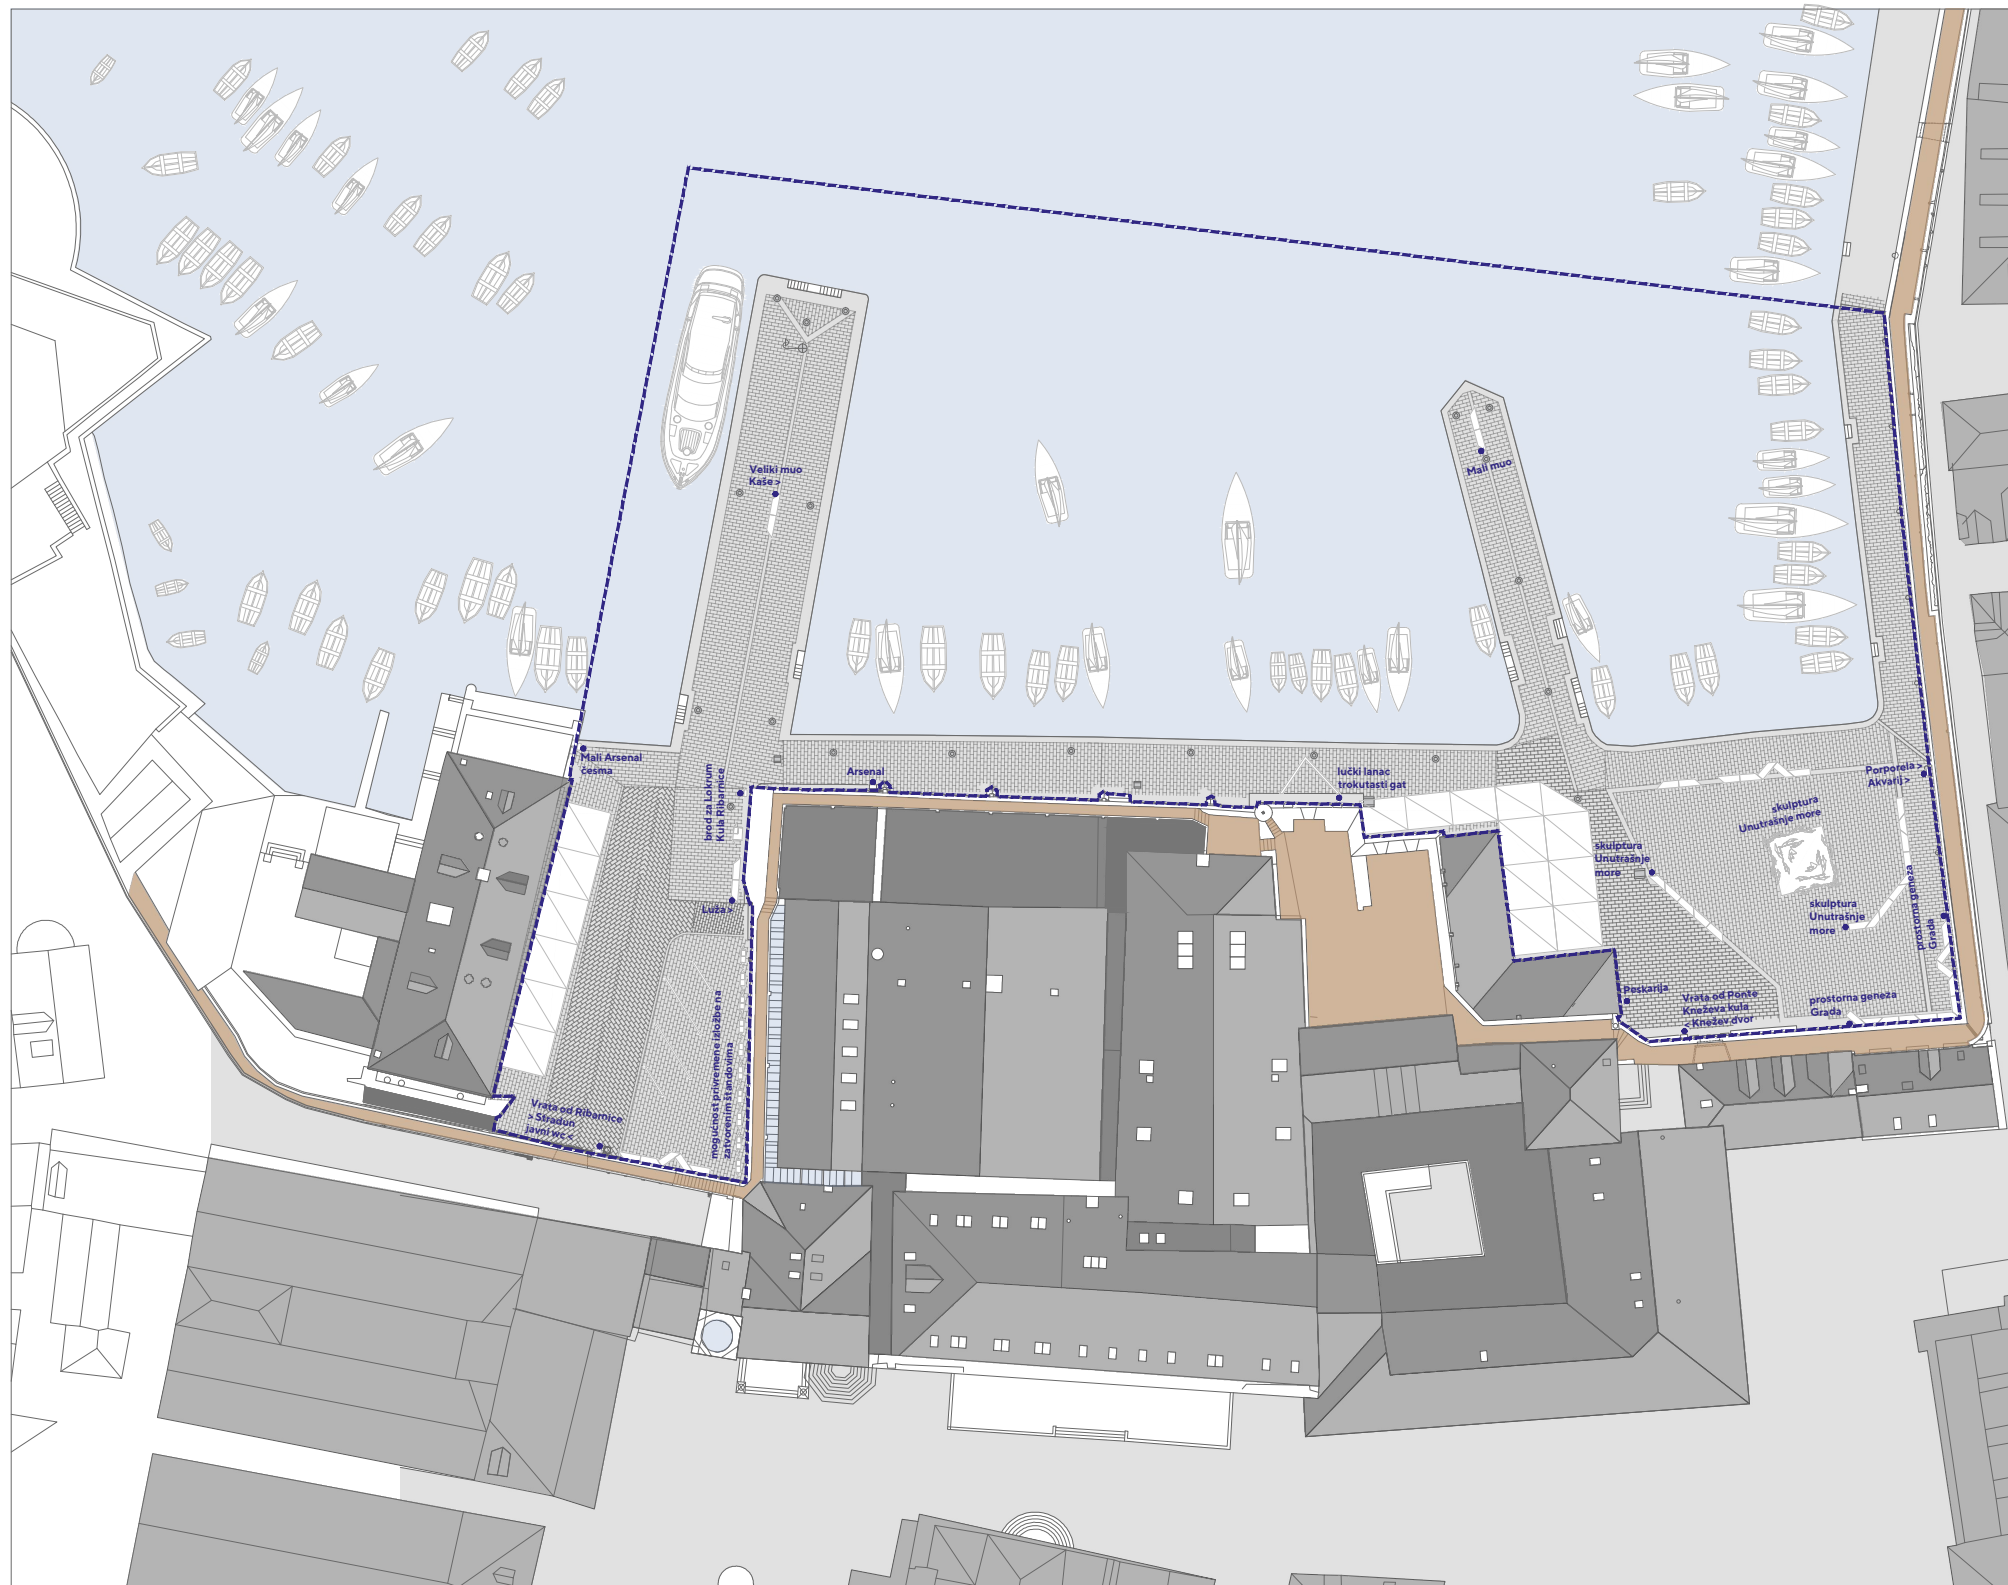 Veliki muo
Kaše >
Mali muo
Mali Arsenal
česma
brod za Lokrum
Kula Ribarnice
Arsenal
lučki lanac
trokutasti gat
Porporela >
Akvarij >
skulptura
Unutrašnje more
skulptura
Unutrašnje
more
skulptura
Unutrašnje
more
prostorna geneza
Grada
Luža >
Peskarija
Vrata od Ponte
Kneževa kula
< Knežev dvor
prostorna geneza
Grada
mogućnost privremene izložbe na
zatvorenim štandovima
Vrata od Ribarnice
> Stradun
javni wc <